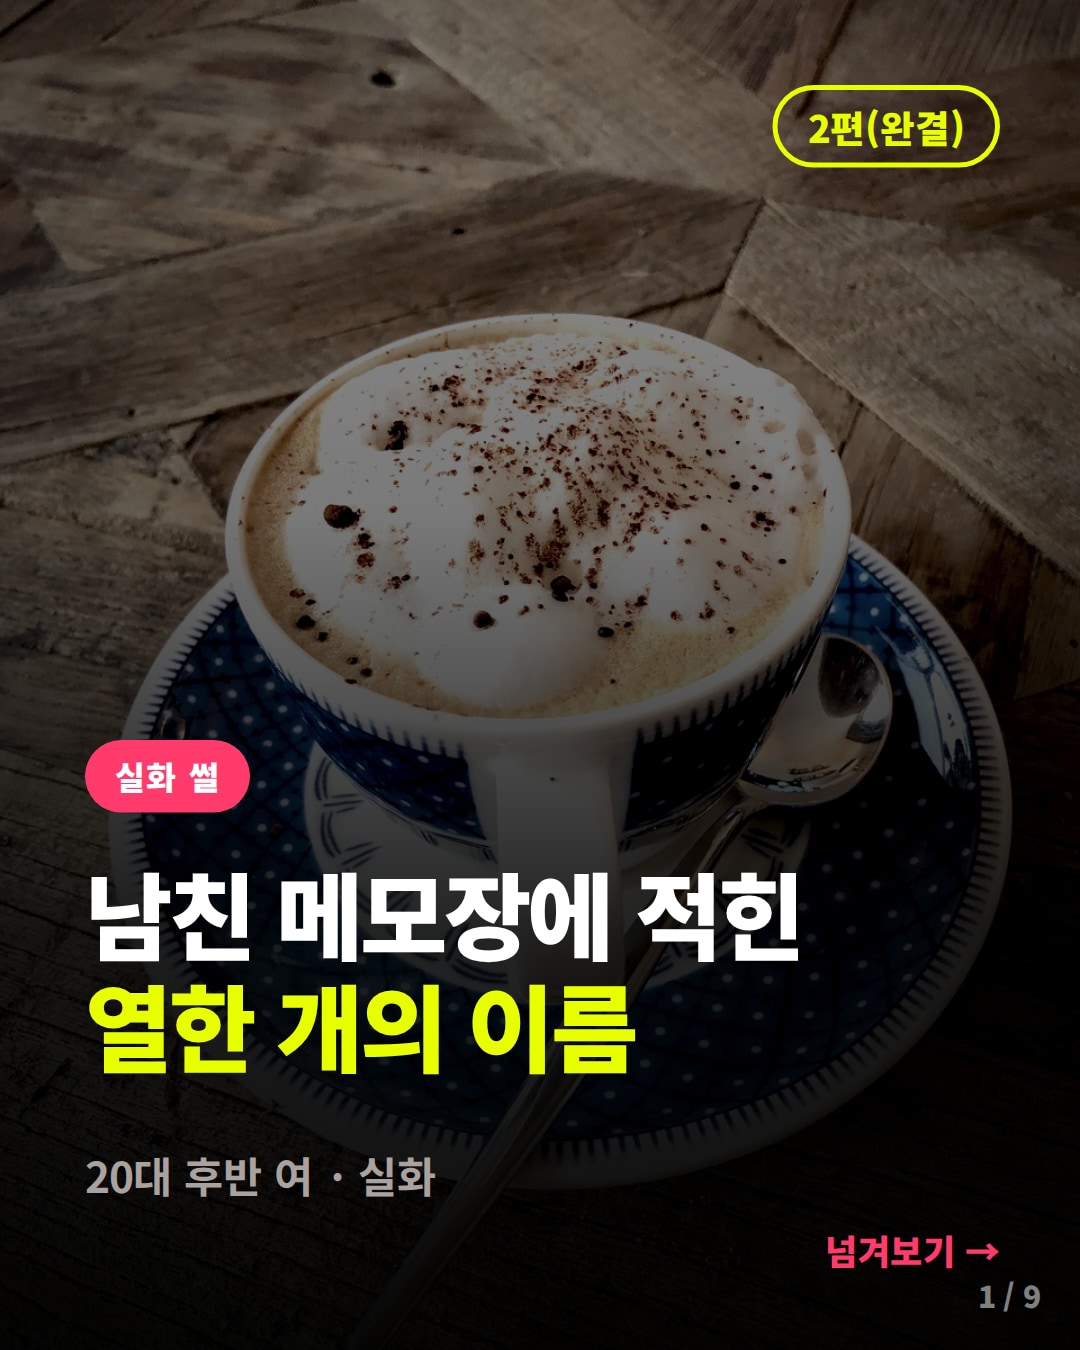 2편(완결)
실화 썰
남친 메모장에 적힌
열한 개의 이름
20대 후반 여 · 실화
넘겨보기 →
1 / 9